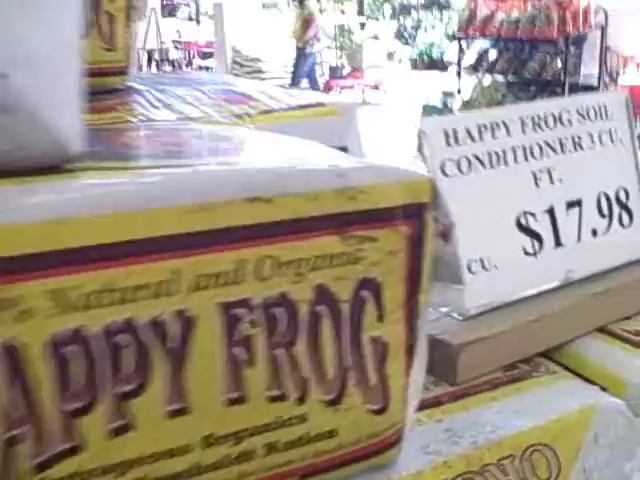 HAPPY FROG SOIL
CONDITIONER 3 CU.
FT.
$17.98
CU.
Natural and Organic
APPY FROG